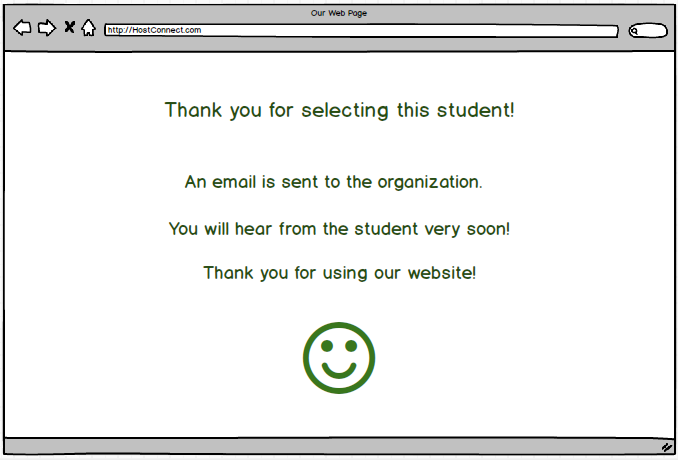 Our Web Page
http://HostConnect.com
Thank you for selecting this student!
An email is sent to the organization.
You will hear from the student very soon!
Thank you for using our website!